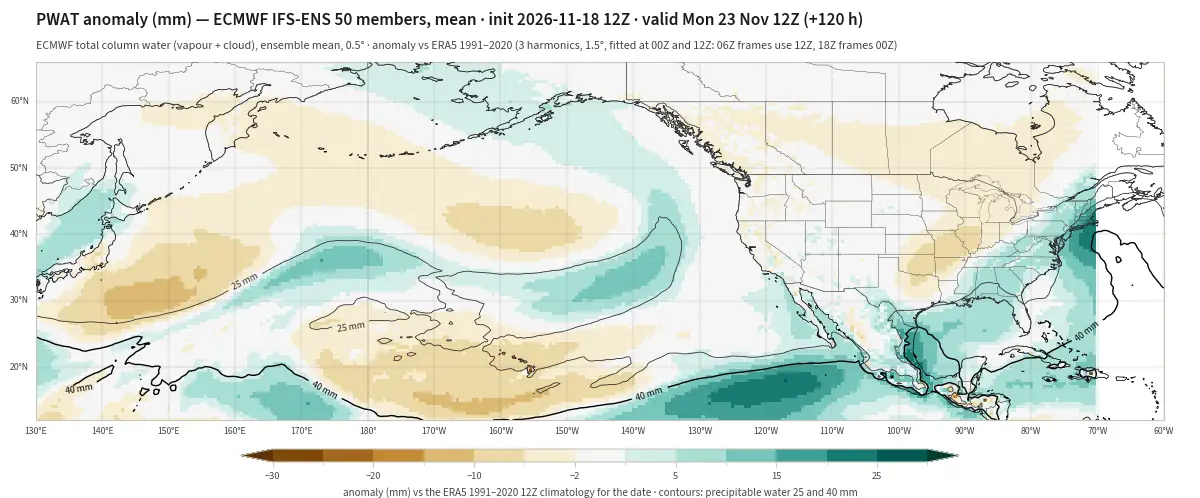 PWAT anomaly (mm) — ECMWF IFS-ENS 50 members, mean · init 2026-11-18 12Z · valid Mon 23 Nov 12Z (+120 h)
ECMWF total column water (vapour + cloud), ensemble mean, 0.5° · anomaly vs ERA5 1991–2020 (3 harmonics, 1.5°, fitted at 00Z and 12Z: 06Z frames use 12Z, 18Z frames 00Z)
60°N
50°N
40°N
30°N
20°N
25 mm
25 mm
40 mm
40 mm
40 mm
40 mm
130°E 140°E 150°E 160°E 170°E 180° 170°W 160°W 150°W 140°W 130°W 120°W 110°W 100°W 90°W 80°W 70°W 60°W
−30 −20 −10 −2 5 15 25
anomaly (mm) vs the ERA5 1991–2020 12Z climatology for the date · contours: precipitable water 25 and 40 mm